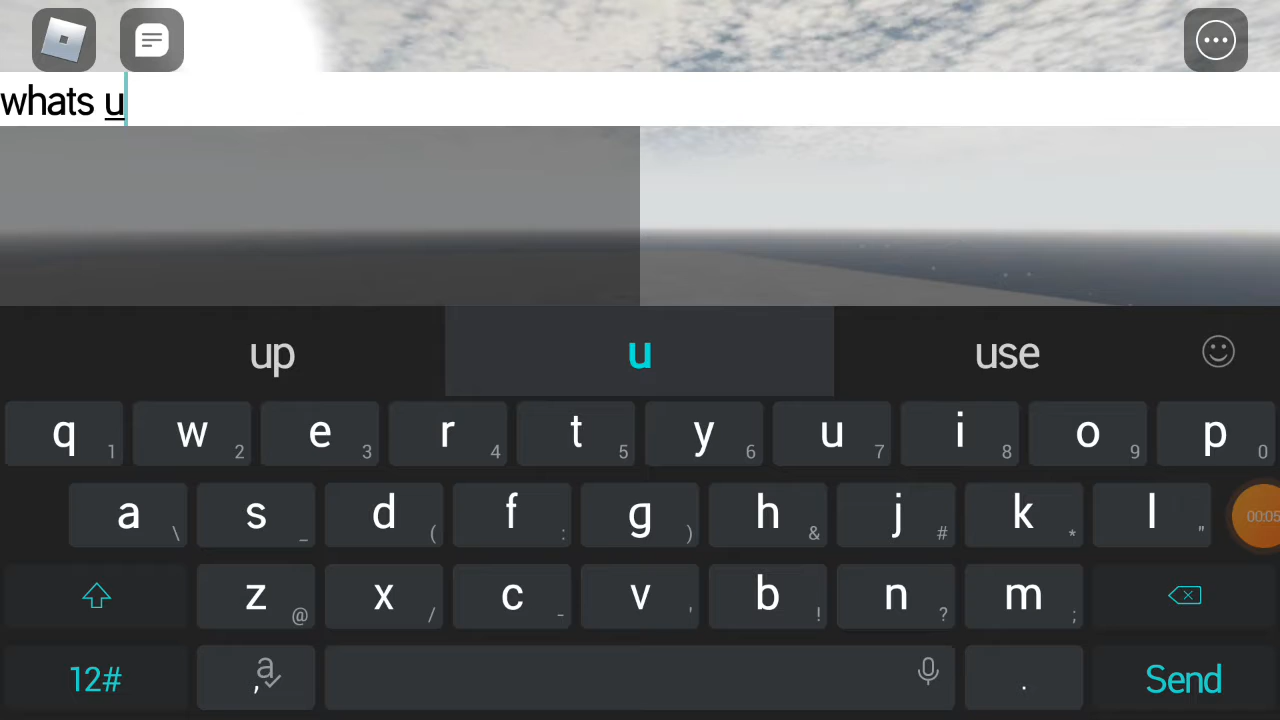 whats u
up u use
q 1 w 2 e 3 r 4 t 5 y 6 u 7 i 8 o 9 p 0
a \ s _ d ( f : g ) h & j # k * l "
z @ x / c - v ' b ! n ? m ;
12# , a . Send
00:05